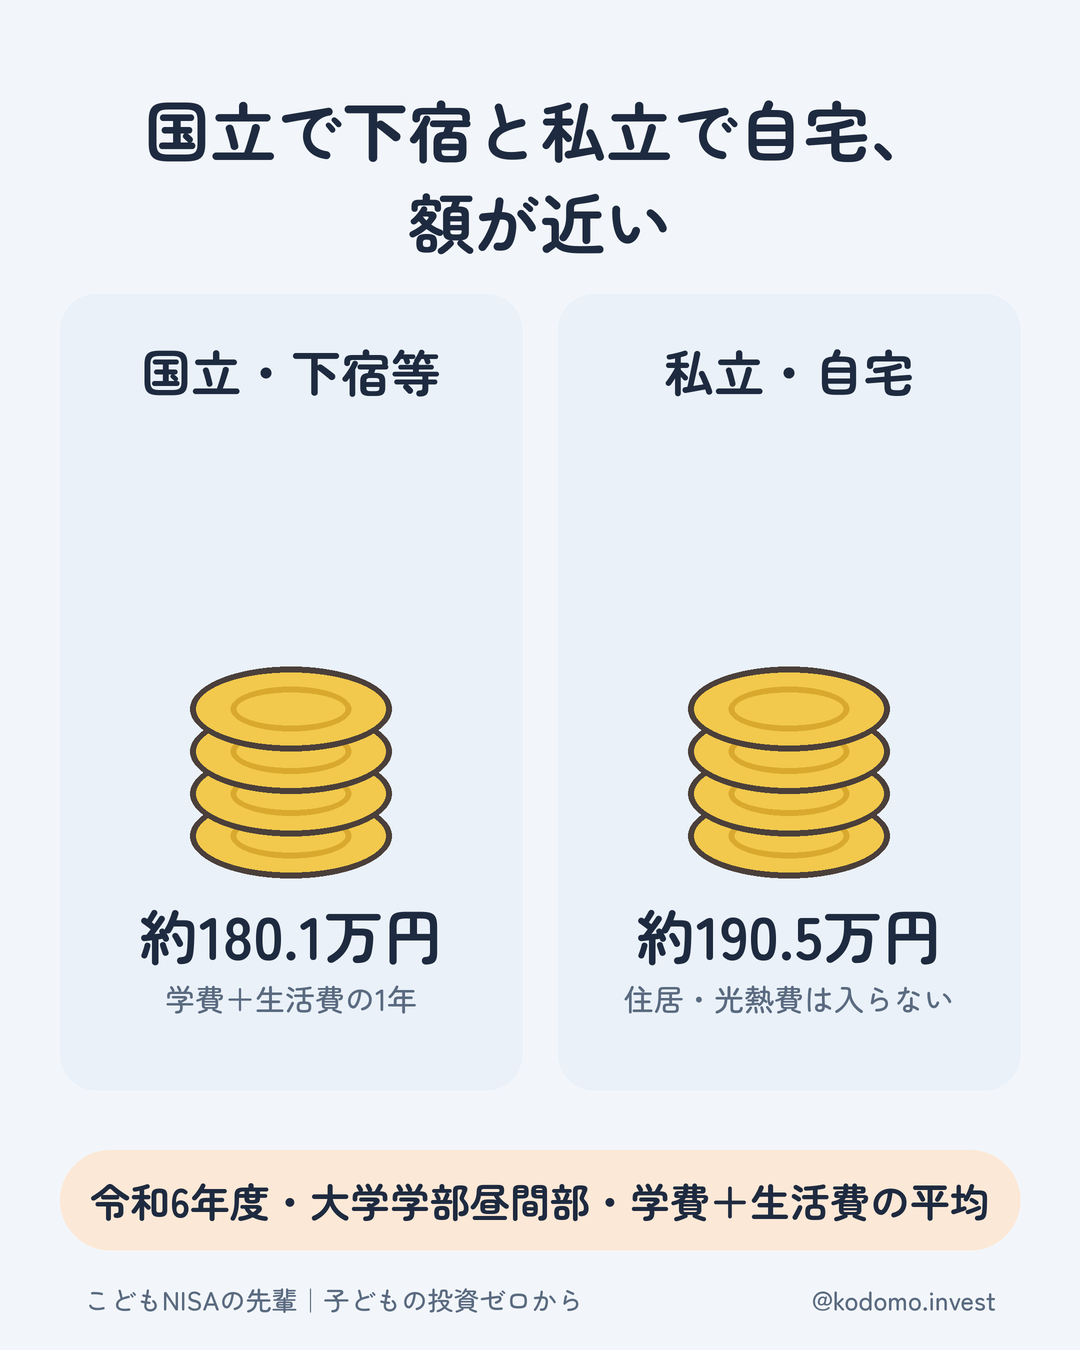 国立で下宿と私立で自宅、
額が近い
国立・下宿等
約180.1万円
学費＋生活費の1年
私立・自宅
約190.5万円
住居・光熱費は入らない
令和6年度・大学学部昼間部・学費＋生活費の平均
こどもNISAの先輩｜子どもの投資ゼロから
@kodomo.invest